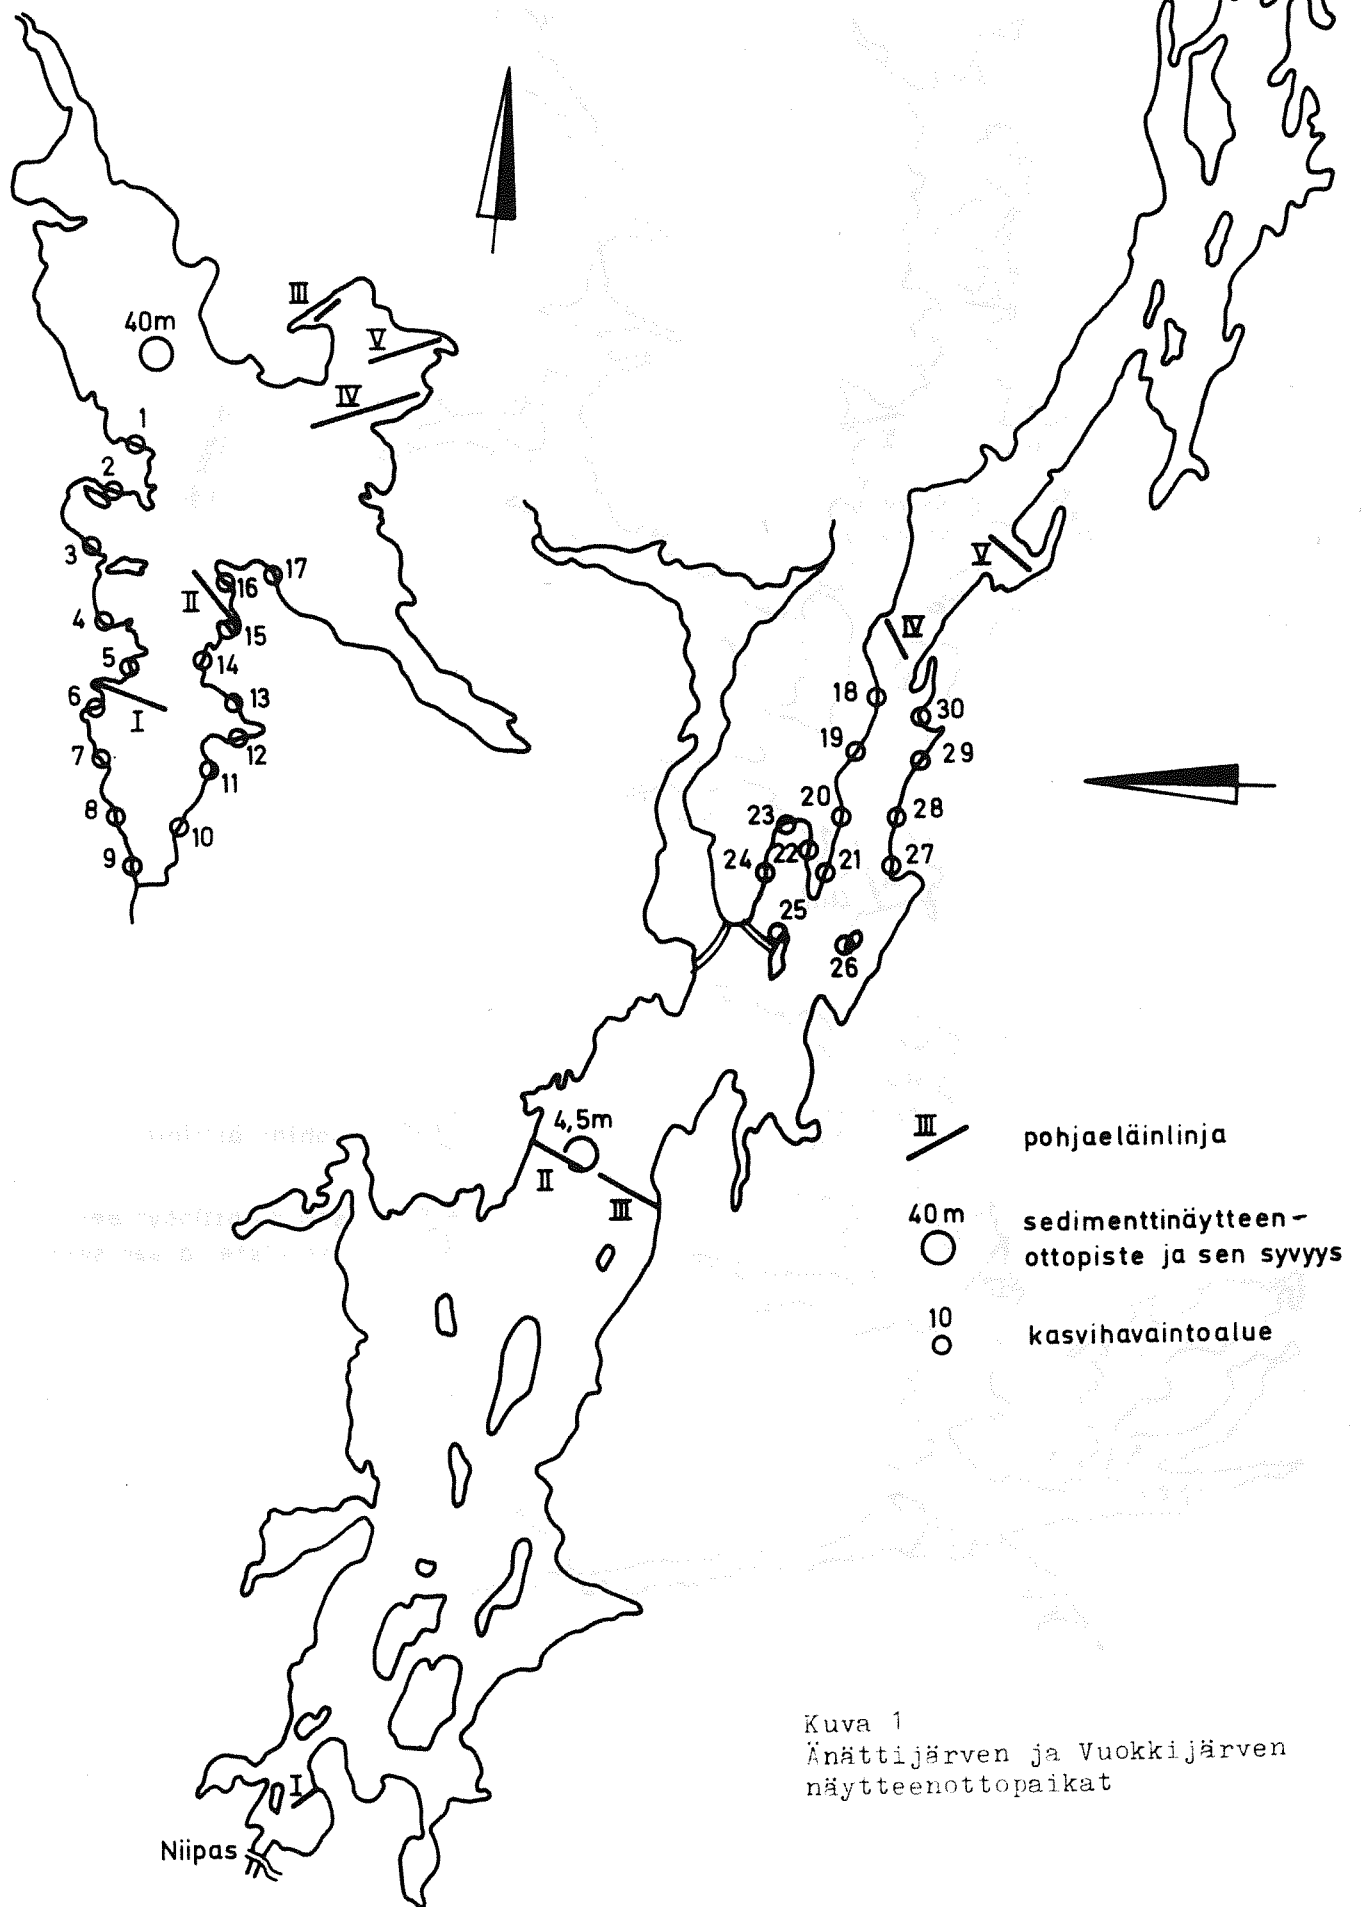 III
40m
V
IV
1
2
3
II
16
17
4
15
5
14
6
I
13
12
7
11
8
10
9
V
IV
18
30
19
29
20
23
28
22
24
21
27
25
26
4,5m
II
III
I
Niipas
III
pohjaeläinlinja
40m
sedimenttinäytteen-
ottopiste ja sen syvyys
10
kasvihavaintoalue
Kuva 1
Änättijärven ja Vuokkijärven
näytteenottopaikat